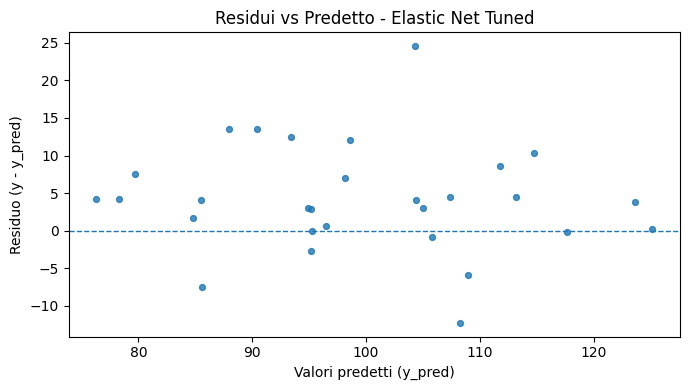 Residui vs Predetto - Elastic Net Tuned
Residuo (y - y_pred)
25
20
15
10
5
0
−5
−10
80 90 100 110 120
Valori predetti (y_pred)